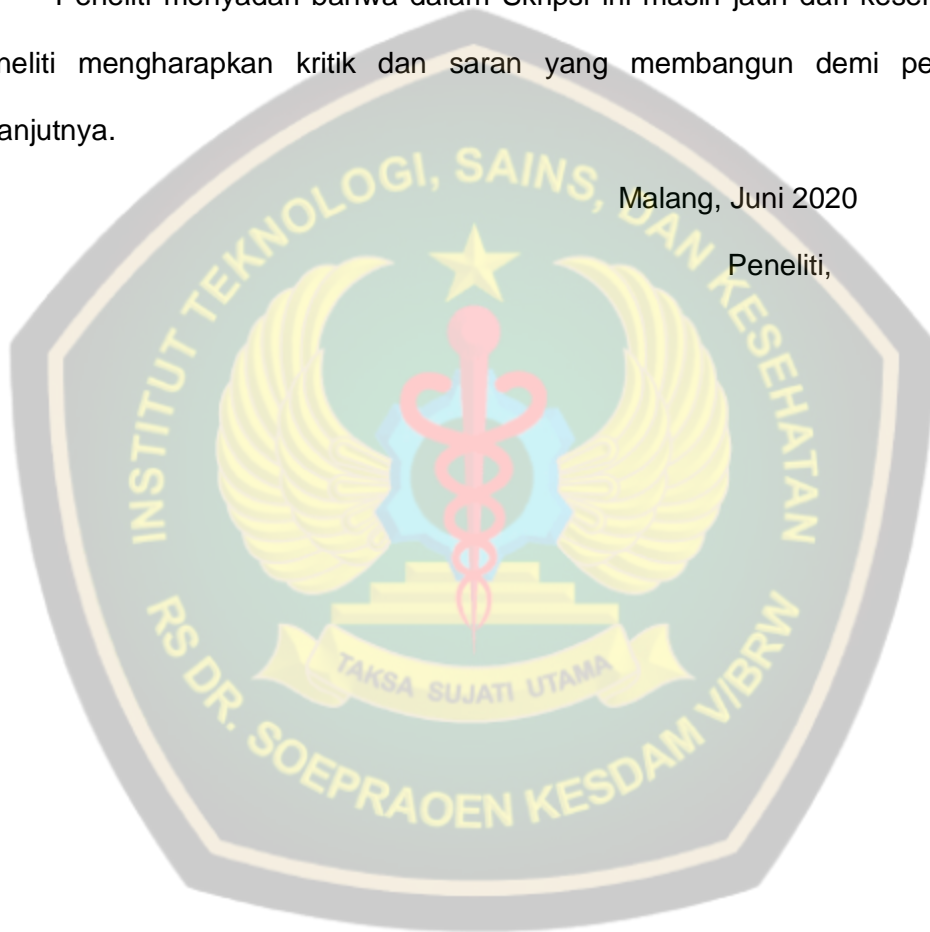 Peneliti menyadari bahwa dalam Skripsi ini masih jauh dari
mengharapkan kritik dan saran yang membangun demi
Malang, Juni 2020
Peneliti,
INSTITUT TEKNOLOGI, SAINS, DAN KESEHATAN
TAKSA SUJATI UTAMA
RS DR. SOEPRAOEN KESDAM V/BRW